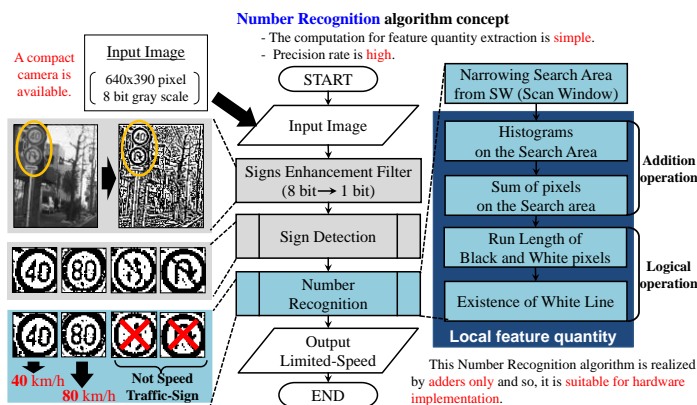 Number Recognition algorithm concept
- The computation for feature quantity extraction is simple.
- Precision rate is high.
A compact
camera is
available.
Input Image
640x390 pixel
8 bit gray scale
START
Input Image
Signs Enhancement Filter
(8 bit→1 bit)
Sign Detection
Number
Recognition
Output
Limited-Speed
END
40
80
40
80
40 km/h
80 km/h
Not Speed
Traffic-Sign
Narrowing Search Area
from SW (Scan Window)
Histograms
on the Search Area
Sum of pixels
on the Search area
Run Length of
Black and White pixels
Existence of White Line
Local feature quantity
Addition
operation
Logical
operation
This Number Recognition algorithm is realized
by adders only and so, it is suitable for hardware
implementation.